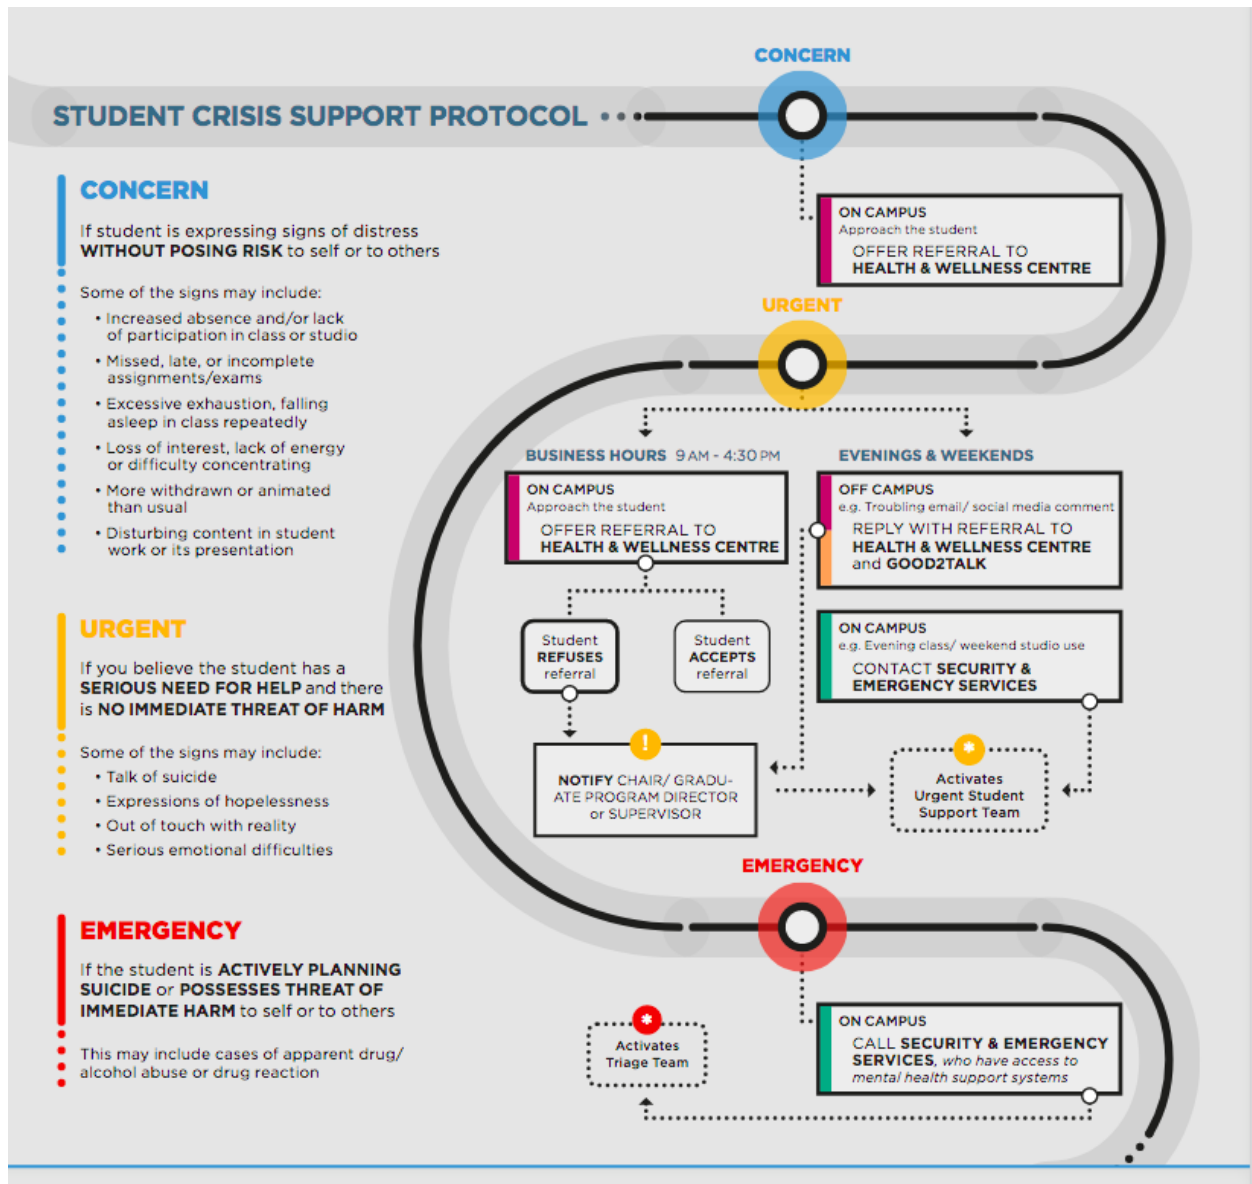 STUDENT CRISIS SUPPORT PROTOCOL
CONCERN
If student is expressing signs of distress
WITHOUT POSING RISK to self or to others
Some of the signs may include:
• Increased absence and/or lack
of participation in class or studio
• Missed, late, or incomplete
assignments/exams
• Excessive exhaustion, falling
asleep in class repeatedly
• Loss of interest, lack of energy
or difficulty concentrating
• More withdrawn or animated
than usual
• Disturbing content in student
work or its presentation
URGENT
If you believe the student has a
SERIOUS NEED FOR HELP and there
is NO IMMEDIATE THREAT OF HARM
Some of the signs may include:
• Talk of suicide
• Expressions of hopelessness
• Out of touch with reality
• Serious emotional difficulties
EMERGENCY
If the student is ACTIVELY PLANNING
SUICIDE or POSSESSES THREAT OF
IMMEDIATE HARM to self or to others
This may include cases of apparent drug/
alcohol abuse or drug reaction
CONCERN
ON CAMPUS
Approach the student
OFFER REFERRAL TO
HEALTH & WELLNESS CENTRE
URGENT
BUSINESS HOURS 9 AM - 4:30 PM
ON CAMPUS
Approach the student
OFFER REFERRAL TO
HEALTH & WELLNESS CENTRE
Student
REFUSES
referral
Student
ACCEPTS
referral
!
NOTIFY CHAIR/ GRADU-
ATE PROGRAM DIRECTOR
or SUPERVISOR
EVENINGS & WEEKENDS
OFF CAMPUS
e.g. Troubling email/ social media comment
REPLY WITH REFERRAL TO
HEALTH & WELLNESS CENTRE
and GOOD2TALK
ON CAMPUS
e.g. Evening class/ weekend studio use
CONTACT SECURITY &
EMERGENCY SERVICES
*
Activates
Urgent Student
Support Team
EMERGENCY
ON CAMPUS
CALL SECURITY & EMERGENCY
SERVICES, who have access to
mental health support systems
*
Activates
Triage Team